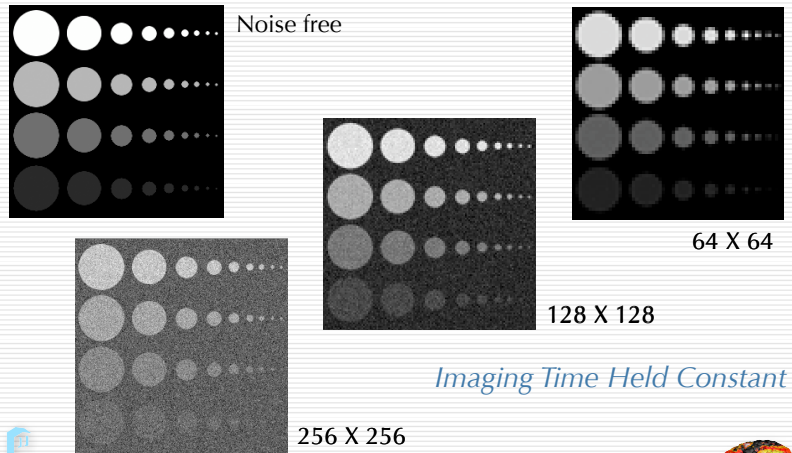 Noise free
64 X 64
128 X 128
Imaging Time Held Constant
256 X 256